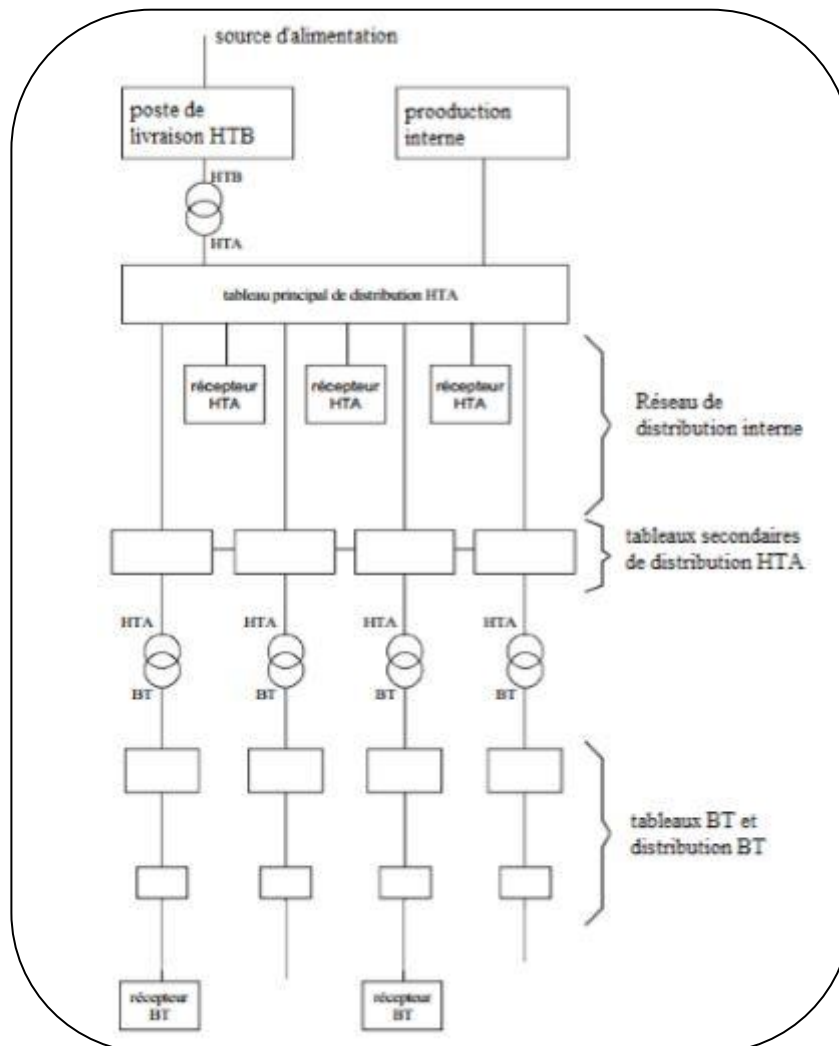 source d'alimentation
poste de
livraison HTB
prooduction
interne
HTB
HTA
tableau principal de distribution HTA
récepteur
HTA
récepteur
HTA
récepteur
HTA
Réseau de
distribution interne
tableaux secondaires
de distribution HTA
HTA
HTA
HTA
HTA
BT
BT
BT
BT
tableaux BT et
distribution BT
récepteur
BT
récepteur
BT